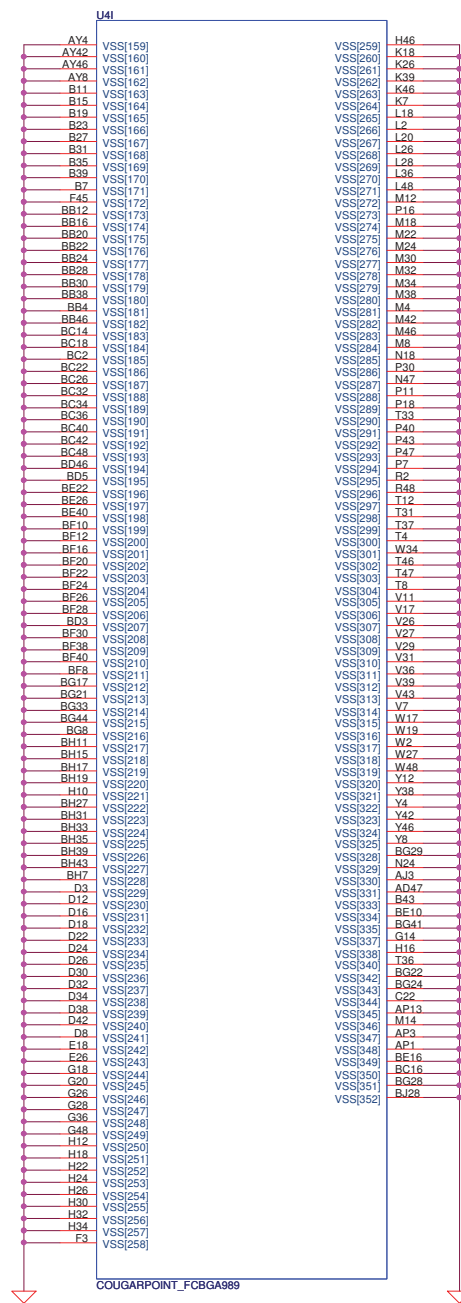 U4I
AY4 VSS[159] VSS[259] H46
AY42 VSS[160] VSS[260] K18
AY46 VSS[161] VSS[261] K26
AY8 VSS[162] VSS[262] K39
B11 VSS[163] VSS[263] K46
B15 VSS[164] VSS[264] K7
B19 VSS[165] VSS[265] L18
B23 VSS[166] VSS[266] L2
B27 VSS[167] VSS[267] L20
B31 VSS[168] VSS[268] L26
B35 VSS[169] VSS[269] L28
B39 VSS[170] VSS[270] L36
B7 VSS[171] VSS[271] L48
F45 VSS[172] VSS[272] M12
BB12 VSS[173] VSS[273] P16
BB16 VSS[174] VSS[274] M18
BB20 VSS[175] VSS[275] M22
BB22 VSS[176] VSS[276] M24
BB24 VSS[177] VSS[277] M30
BB28 VSS[178] VSS[278] M32
BB30 VSS[179] VSS[279] M34
BB38 VSS[180] VSS[280] M38
BB4 VSS[181] VSS[281] M4
BB46 VSS[182] VSS[282] M42
BC14 VSS[183] VSS[283] M46
BC18 VSS[184] VSS[284] M8
BC2 VSS[185] VSS[285] N18
BC22 VSS[186] VSS[286] P30
BC26 VSS[187] VSS[287] N47
BC32 VSS[188] VSS[288] P11
BC34 VSS[189] VSS[289] P18
BC36 VSS[190] VSS[290] T33
BC40 VSS[191] VSS[291] P40
BC42 VSS[192] VSS[292] P43
BC48 VSS[193] VSS[293] P47
BD46 VSS[194] VSS[294] P7
BD5 VSS[195] VSS[295] R2
BE22 VSS[196] VSS[296] R48
BE26 VSS[197] VSS[297] T12
BE40 VSS[198] VSS[298] T31
BF10 VSS[199] VSS[299] T37
BF12 VSS[200] VSS[300] T4
BF16 VSS[201] VSS[301] W34
BF20 VSS[202] VSS[302] T46
BF22 VSS[203] VSS[303] T47
BF24 VSS[204] VSS[304] T8
BF26 VSS[205] VSS[305] V11
BF28 VSS[206] VSS[306] V17
BD3 VSS[207] VSS[307] V26
BF30 VSS[208] VSS[308] V27
BF38 VSS[209] VSS[309] V29
BF40 VSS[210] VSS[310] V31
BF8 VSS[211] VSS[311] V36
BG17 VSS[212] VSS[312] V39
BG21 VSS[213] VSS[313] V43
BG33 VSS[214] VSS[314] V7
BG44 VSS[215] VSS[315] W17
BG8 VSS[216] VSS[316] W19
BH11 VSS[217] VSS[317] W2
BH15 VSS[218] VSS[318] W27
BH17 VSS[219] VSS[319] W48
BH19 VSS[220] VSS[320] Y12
H10 VSS[221] VSS[321] Y38
BH27 VSS[222] VSS[322] Y4
BH31 VSS[223] VSS[323] Y42
BH33 VSS[224] VSS[324] Y46
BH35 VSS[225] VSS[325] Y8
BH39 VSS[226] VSS[328] BG29
BH43 VSS[227] VSS[329] N24
BH7 VSS[228] VSS[330] AJ3
D3 VSS[229] VSS[331] AD47
D12 VSS[230] VSS[333] B43
D16 VSS[231] VSS[334] BE10
D18 VSS[232] VSS[335] BG41
D22 VSS[233] VSS[337] G14
D24 VSS[234] VSS[338] H16
D26 VSS[235] VSS[340] T36
D30 VSS[236] VSS[342] BG22
D32 VSS[237] VSS[343] BG24
D34 VSS[238] VSS[344] C22
D38 VSS[239] VSS[345] AP13
D42 VSS[240] VSS[346] M14
D8 VSS[241] VSS[347] AP3
E18 VSS[242] VSS[348] AP1
E26 VSS[243] VSS[349] BE16
G18 VSS[244] VSS[350] BC16
G20 VSS[245] VSS[351] BG28
G26 VSS[246] VSS[352] BJ28
G28 VSS[247]
G36 VSS[248]
G48 VSS[249]
H12 VSS[250]
H18 VSS[251]
H22 VSS[252]
H24 VSS[253]
H26 VSS[254]
H30 VSS[255]
H32 VSS[256]
H34 VSS[257]
F3 VSS[258]
COUGARPOINT_FCBGA989